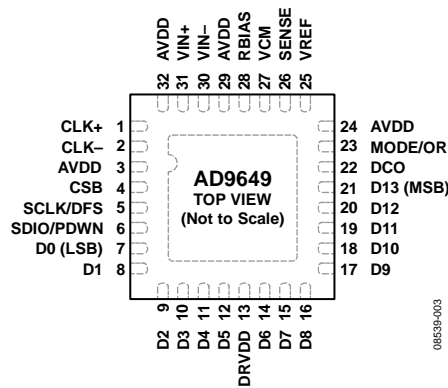 32 AVDD
31 VIN+
30 VIN–
29 AVDD
28 RBIAS
27 VCM
26 SENSE
25 VREF
CLK+ 1
CLK– 2
AVDD 3
CSB 4
SCLK/DFS 5
SDIO/PDWN 6
D0 (LSB) 7
D1 8
AD9649
TOP VIEW
(Not to Scale)
24 AVDD
23 MODE/OR
22 DCO
21 D13 (MSB)
20 D12
19 D11
18 D10
17 D9
D2 9
D3 10
D4 11
D5 12
DRVDD 13
D6 14
D7 15
D8 16
08539-003